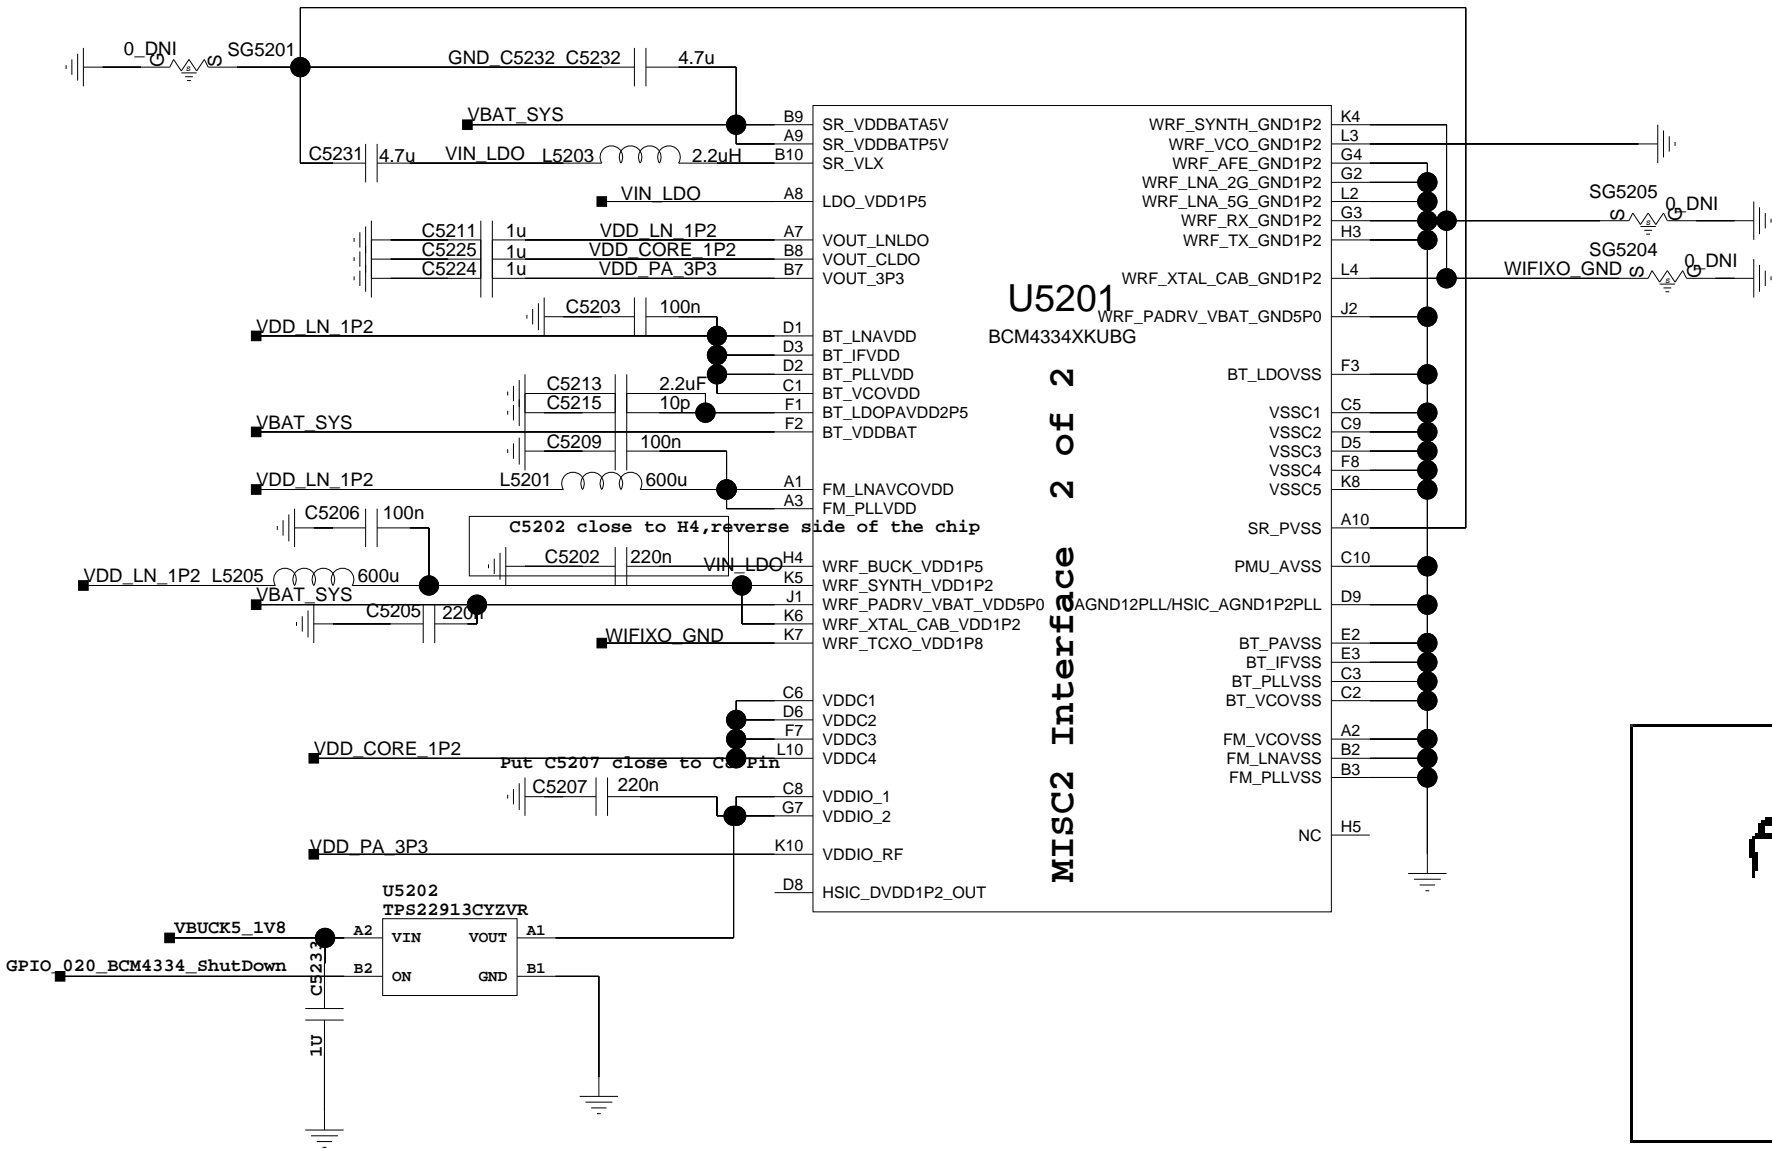 0_DNI SG5201
G S
GND_C5232 C5232 4.7u
VBAT_SYS
C5231 4.7u VIN_LDO L5203 2.2uH
VIN_LDO
C5211 1u VDD_LN_1P2
C5225 1u VDD_CORE_1P2
C5224 1u VDD_PA_3P3
C5203 100n
VDD_LN_1P2
C5213 2.2uF
C5215 10p
VBAT_SYS
C5209 100n
VDD_LN_1P2 L5201 600u
C5206 100n
C5202 close to H4,reverse side of the chip
C5202 220n VIN_LDO
VDD_LN_1P2 L5205 600u
VBAT_SYS
C5205 220n
WIFIXO_GND
VDD_CORE_1P2
Put C5207 close to C8 Pin
C5207 220n
VDD_PA_3P3
B9 SR_VDDBATA5V
A9 SR_VDDBATP5V
B10 SR_VLX
A8 LDO_VDD1P5
A7 VOUT_LNLDO
B8 VOUT_CLDO
B7 VOUT_3P3
D1 BT_LNAVDD
D3 BT_IFVDD
D2 BT_PLLVDD
C1 BT_VCOVDD
F1 BT_LDOPAVDD2P5
F2 BT_VDDBAT
A1 FM_LNAVCOVDD
A3 FM_PLLVDD
H4 WRF_BUCK_VDD1P5
K5 WRF_SYNTH_VDD1P2
J1 WRF_PADRV_VBAT_VDD5P0
K6 WRF_XTAL_CAB_VDD1P2
K7 WRF_TCXO_VDD1P8
C6 VDDC1
D6 VDDC2
F7 VDDC3
L10 VDDC4
C8 VDDIO_1
G7 VDDIO_2
K10 VDDIO_RF
D8 HSIC_DVDD1P2_OUT
U5201
BCM4334XKUBG
MISC2 Interface 2 of 2
WRF_SYNTH_GND1P2 K4
WRF_VCO_GND1P2 L3
WRF_AFE_GND1P2 G4
WRF_LNA_2G_GND1P2 G2
WRF_LNA_5G_GND1P2 L2
WRF_RX_GND1P2 G3
WRF_TX_GND1P2 H3
WRF_XTAL_CAB_GND1P2 L4
WRF_PADRV_VBAT_GND5P0 J2
BT_LDOVSS F3
VSSC1 C5
VSSC2 C9
VSSC3 D5
VSSC4 F8
VSSC5 K8
SR_PVSS A10
PMU_AVSS C10
AGND12PLL/HSIC_AGND1P2PLL D9
BT_PAVSS E2
BT_IFVSS E3
BT_PLLVSS C3
BT_VCOVSS C2
FM_VCOVSS A2
FM_LNAVSS B2
FM_PLLVSS B3
NC H5
SG5205
S G 0_DNI
SG5204
WIFIXO_GND S G 0_DNI
U5202
TPS22913CYZVR
VBUCK5_1V8 A2 VIN VOUT A1
GPIO_020_BCM4334_ShutDown B2 ON GND B1
C5233
1U